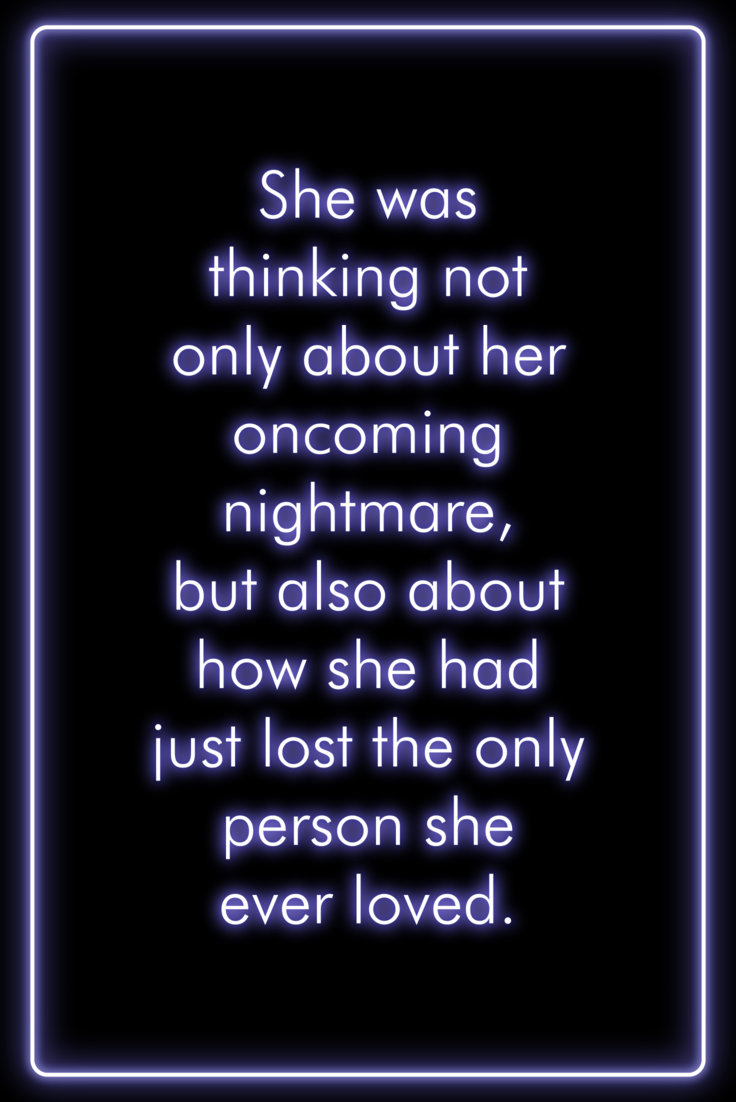 She was
thinking not
only about her
oncoming
nightmare,
but also about
how she had
just lost the only
person she
ever loved.